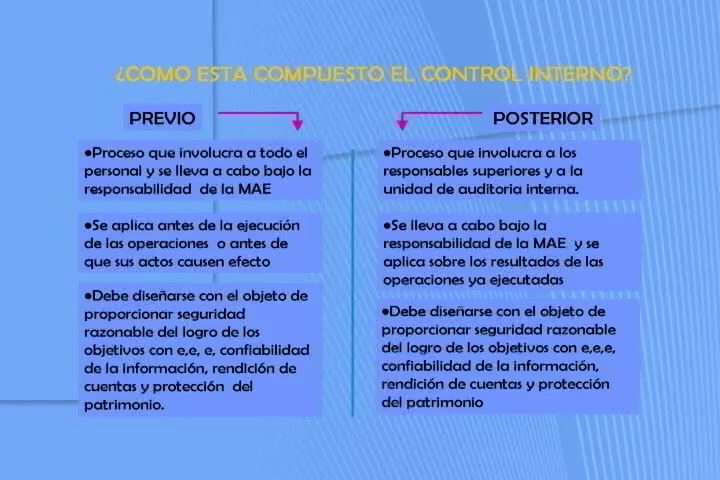 ¿COMO ESTA COMPUESTO EL CONTROL INTERNO?
PREVIO
•Proceso que involucra a todo el
personal y se lleva a cabo bajo la
responsabilidad de la MAE
•Se aplica antes de la ejecución
de las operaciones o antes de
que sus actos causen efecto
•Debe diseñarse con el objeto de
proporcionar seguridad
razonable del logro de los
objetivos con e,e, e, confiabilidad
de la información, rendición de
cuentas y protección del
patrimonio.
POSTERIOR
•Proceso que involucra a los
responsables superiores y a la
unidad de auditoria interna.
•Se lleva a cabo bajo la
responsabilidad de la MAE y se
aplica sobre los resultados de las
operaciones ya ejecutadas
•Debe diseñarse con el objeto de
proporcionar seguridad razonable
del logro de los objetivos con e,e,e,
confiabilidad de la información,
rendición de cuentas y protección
del patrimonio